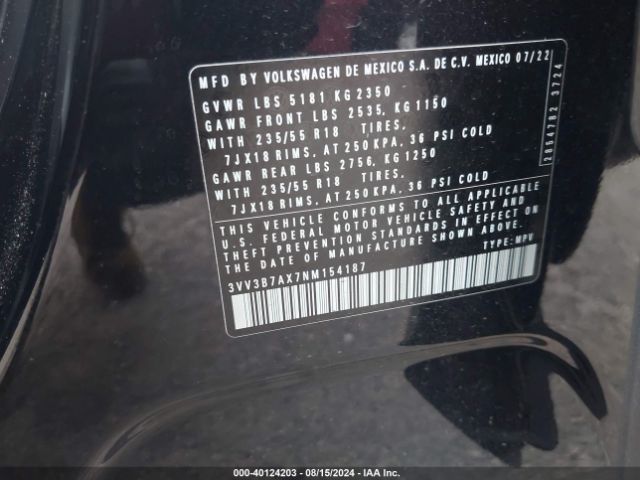 MFD BY VOLKSWAGEN DE MEXICO S.A. DE C.V. MEXICO 07/22
GVWR LBS 5181 KG 2350
GAWR FRONT LBS 2535, KG 1150
WITH 235/55 R18 TIRES,
7JX18 RIMS, AT 250 KPA, 36 PSI COLD
GAWR REAR LBS 2756, KG 1250
WITH 235/55 R18 TIRES,
7JX18 RIMS, AT 250 KPA, 36 PSI COLD
THIS VEHICLE CONFORMS TO ALL APPLICABLE
U.S. FEDERAL MOTOR VEHICLE SAFETY AND
THEFT PREVENTION STANDARDS IN EFFECT ON
THE DATE OF MANUFACTURE SHOWN ABOVE.
TYPE: MPV
3VV3B7AX7NM154187
2854782 3724
000-40124203 - 08/15/2024 - IAA Inc.